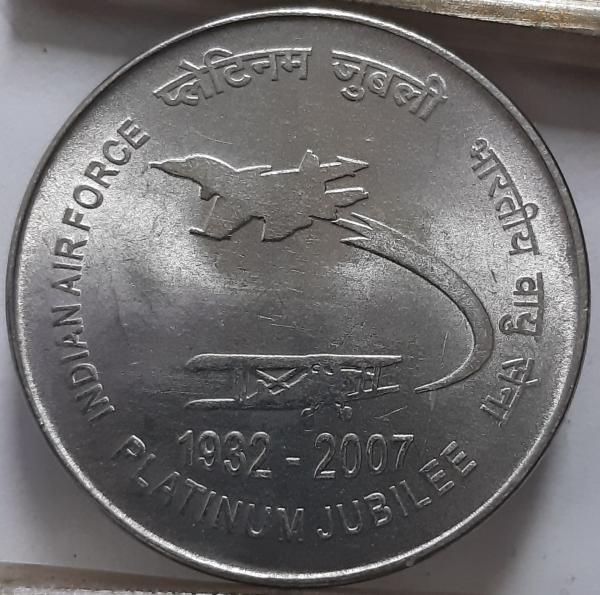 प्लेटिनम जुबली
भारतीय वायु सेना
INDIAN AIR FORCE
1932 - 2007
PLATINUM JUBILEE